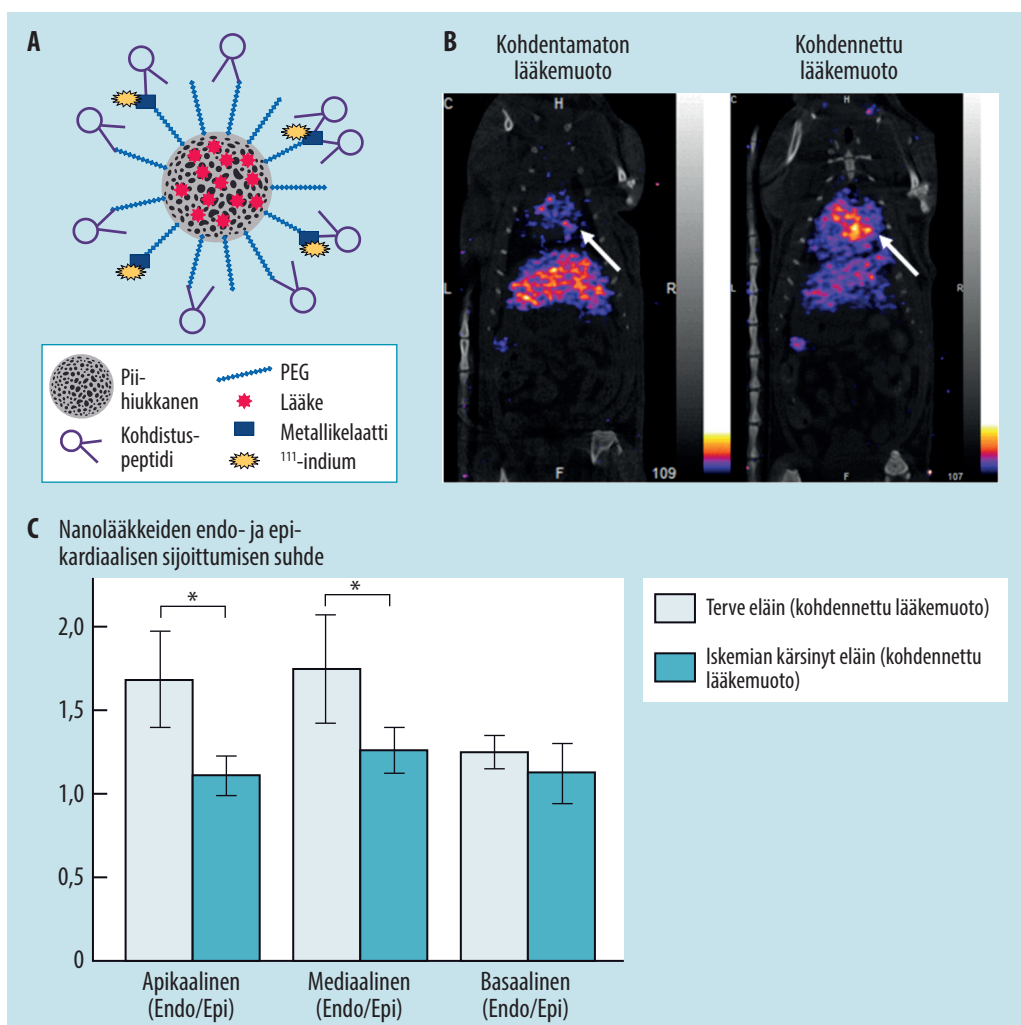 A
Pii-
hiukkanen
Kohdistus-
peptidi
PEG
Lääke
Metallikelaatti
111-indium
B
Kohdentamaton
lääkemuoto
Kohdennettu
lääkemuoto
C
H
L
R
F
109
C
H
L
R
F
107
C Nanolääkkeiden endo- ja epi-
kardiaalisen sijoittumisen suhde
2,0
1,5
1,0
0,5
0
*
*
Apikaalinen
(Endo/Epi)
Mediaalinen
(Endo/Epi)
Basaalinen
(Endo/Epi)
Terve eläin (kohdennettu lääkemuoto)
Iskemian kärsinyt eläin (kohdennettu
lääkemuoto)